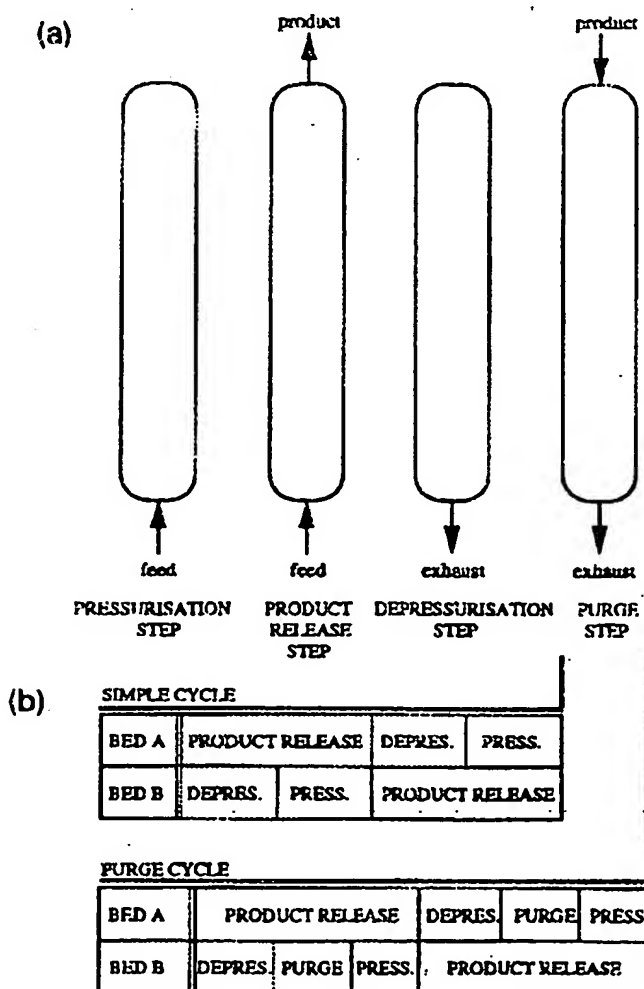 (a)
product product
feed feed exhaust exhaust
PRESSURISATION PRODUCT DEPRESSURISATION PURGE
STEP RELEASE STEP STEP
STEP
(b)
SIMPLE CYCLE
BED A PRODUCT RELEASE DEPRES. PRESS.
BED B DEPRES. PRESS. PRODUCT RELEASE
PURGE CYCLE
BED A PRODUCT RELEASE DEPRES. PURGE PRESS
BED B DEPRES. PURGE PRESS. PRODUCT RELEASE